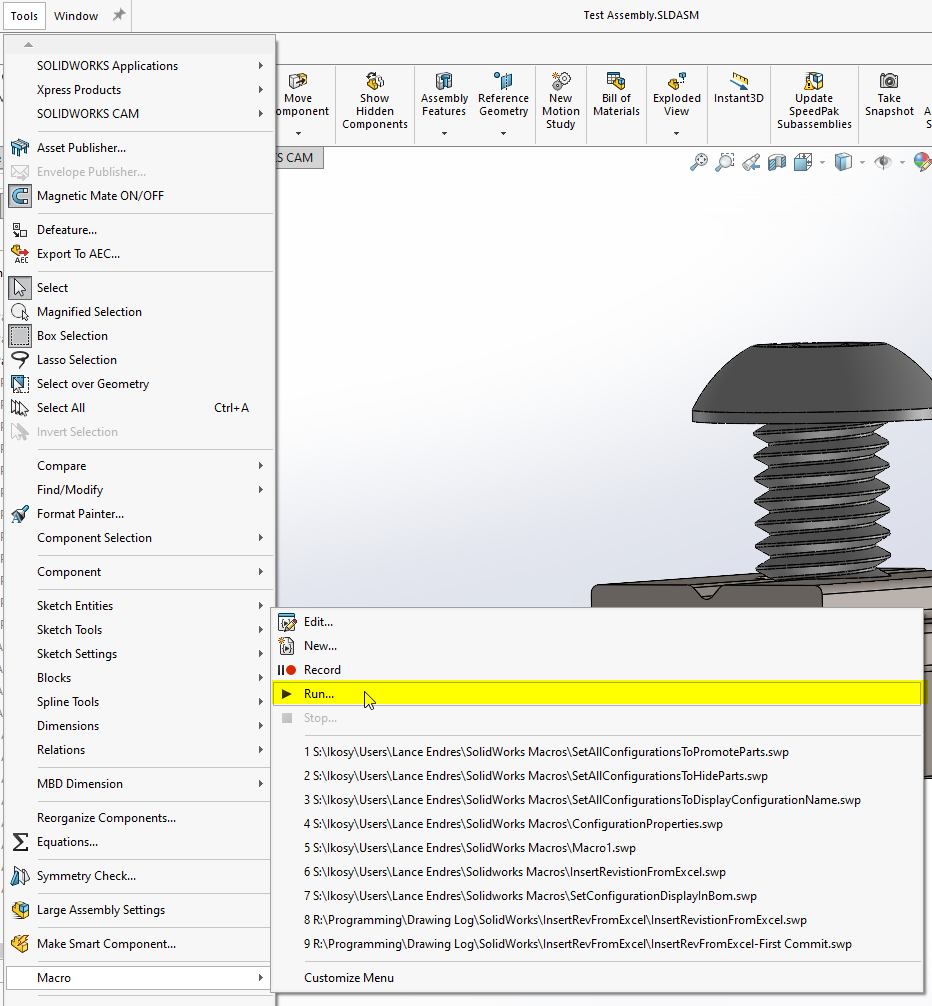 Tools
Window
Test Assembly.SLDASM
SOLIDWORKS Applications
Xpress Products
SOLIDWORKS CAM
Asset Publisher...
Envelope Publisher...
Magnetic Mate ON/OFF
Defeature...
Export To AEC...
AEC
Select
Magnified Selection
Box Selection
Lasso Selection
Select over Geometry
Select All Ctrl+A
Invert Selection
Compare
Find/Modify
Format Painter...
Component Selection
Component
Sketch Entities
Sketch Tools
Sketch Settings
Blocks
Spline Tools
Dimensions
Relations
MBD Dimension
Reorganize Components...
Equations...
Symmetry Check...
Large Assembly Settings
Make Smart Component...
Macro
Move
omponent
Show
Hidden
Components
Assembly
Features
Reference
Geometry
New
Motion
Study
Bill of
Materials
Exploded
View
Instant3D
Update
SpeedPak
Subassemblies
Take
Snapshot
S CAM
Edit...
New...
Record
Run...
Stop...
1 S:\Ikosy\Users\Lance Endres\SolidWorks Macros\SetAllConfigurationsToPromoteParts.swp
2 S:\Ikosy\Users\Lance Endres\SolidWorks Macros\SetAllConfigurationsToHideParts.swp
3 S:\Ikosy\Users\Lance Endres\SolidWorks Macros\SetAllConfigurationsToDisplayConfigurationName.swp
4 S:\Ikosy\Users\Lance Endres\SolidWorks Macros\ConfigurationProperties.swp
5 S:\Ikosy\Users\Lance Endres\SolidWorks Macros\Macro1.swp
6 S:\Ikosy\Users\Lance Endres\Solidworks Macros\InsertRevistionFromExcel.swp
7 S:\Ikosy\Users\Lance Endres\SolidWorks Macros\SetConfigurationDisplayInBom.swp
8 R:\Programming\Drawing Log\SolidWorks\InsertRevFromExcel\InsertRevistionFromExcel.swp
9 R:\Programming\Drawing Log\SolidWorks\InsertRevFromExcel\InsertRevFromExcel-First Commit.swp
Customize Menu